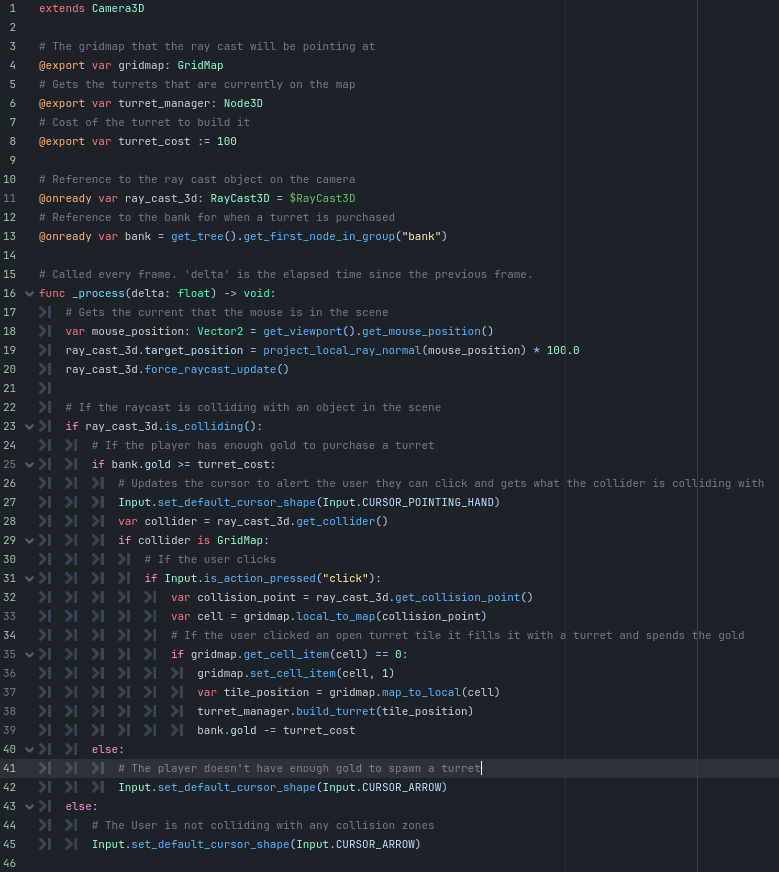 1 extends Camera3D
2
3 # The gridmap that the ray cast will be pointing at
4 @export var gridmap: GridMap
5 # Gets the turrets that are currently on the map
6 @export var turret_manager: Node3D
7 # Cost of the turret to build it
8 @export var turret_cost := 100
9
10 # Reference to the ray cast object on the camera
11 @onready var ray_cast_3d: RayCast3D = $RayCast3D
12 # Reference to the bank for when a turret is purchased
13 @onready var bank = get_tree().get_first_node_in_group("bank")
14
15 # Called every frame. 'delta' is the elapsed time since the previous frame.
16 func _process(delta: float) -> void:
17 # Gets the current that the mouse is in the scene
18 var mouse_position: Vector2 = get_viewport().get_mouse_position()
19 ray_cast_3d.target_position = project_local_ray_normal(mouse_position) * 100.0
20 ray_cast_3d.force_raycast_update()
21
22 # If the raycast is colliding with an object in the scene
23 if ray_cast_3d.is_colliding():
24 # If the player has enough gold to purchase a turret
25 if bank.gold >= turret_cost:
26 # Updates the cursor to alert the user they can click and gets what the collider is colliding with
27 Input.set_default_cursor_shape(Input.CURSOR_POINTING_HAND)
28 var collider = ray_cast_3d.get_collider()
29 if collider is GridMap:
30 # If the user clicks
31 if Input.is_action_pressed("click"):
32 var collision_point = ray_cast_3d.get_collision_point()
33 var cell = gridmap.local_to_map(collision_point)
34 # If the user clicked an open turret tile it fills it with a turret and spends the gold
35 if gridmap.get_cell_item(cell) == 0:
36 gridmap.set_cell_item(cell, 1)
37 var tile_position = gridmap.map_to_local(cell)
38 turret_manager.build_turret(tile_position)
39 bank.gold -= turret_cost
40 else:
41 # The player doesn't have enough gold to spawn a turret
42 Input.set_default_cursor_shape(Input.CURSOR_ARROW)
43 else:
44 # The User is not colliding with any collision zones
45 Input.set_default_cursor_shape(Input.CURSOR_ARROW)
46